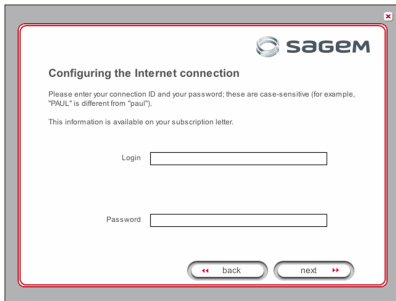 sagem
Configuring the Internet connection
Please enter your connection ID and your password; these are case-sensitive (for example,
"PAUL" is different from "paul").
This information is available on your subscription letter.
Login
Password
back
next